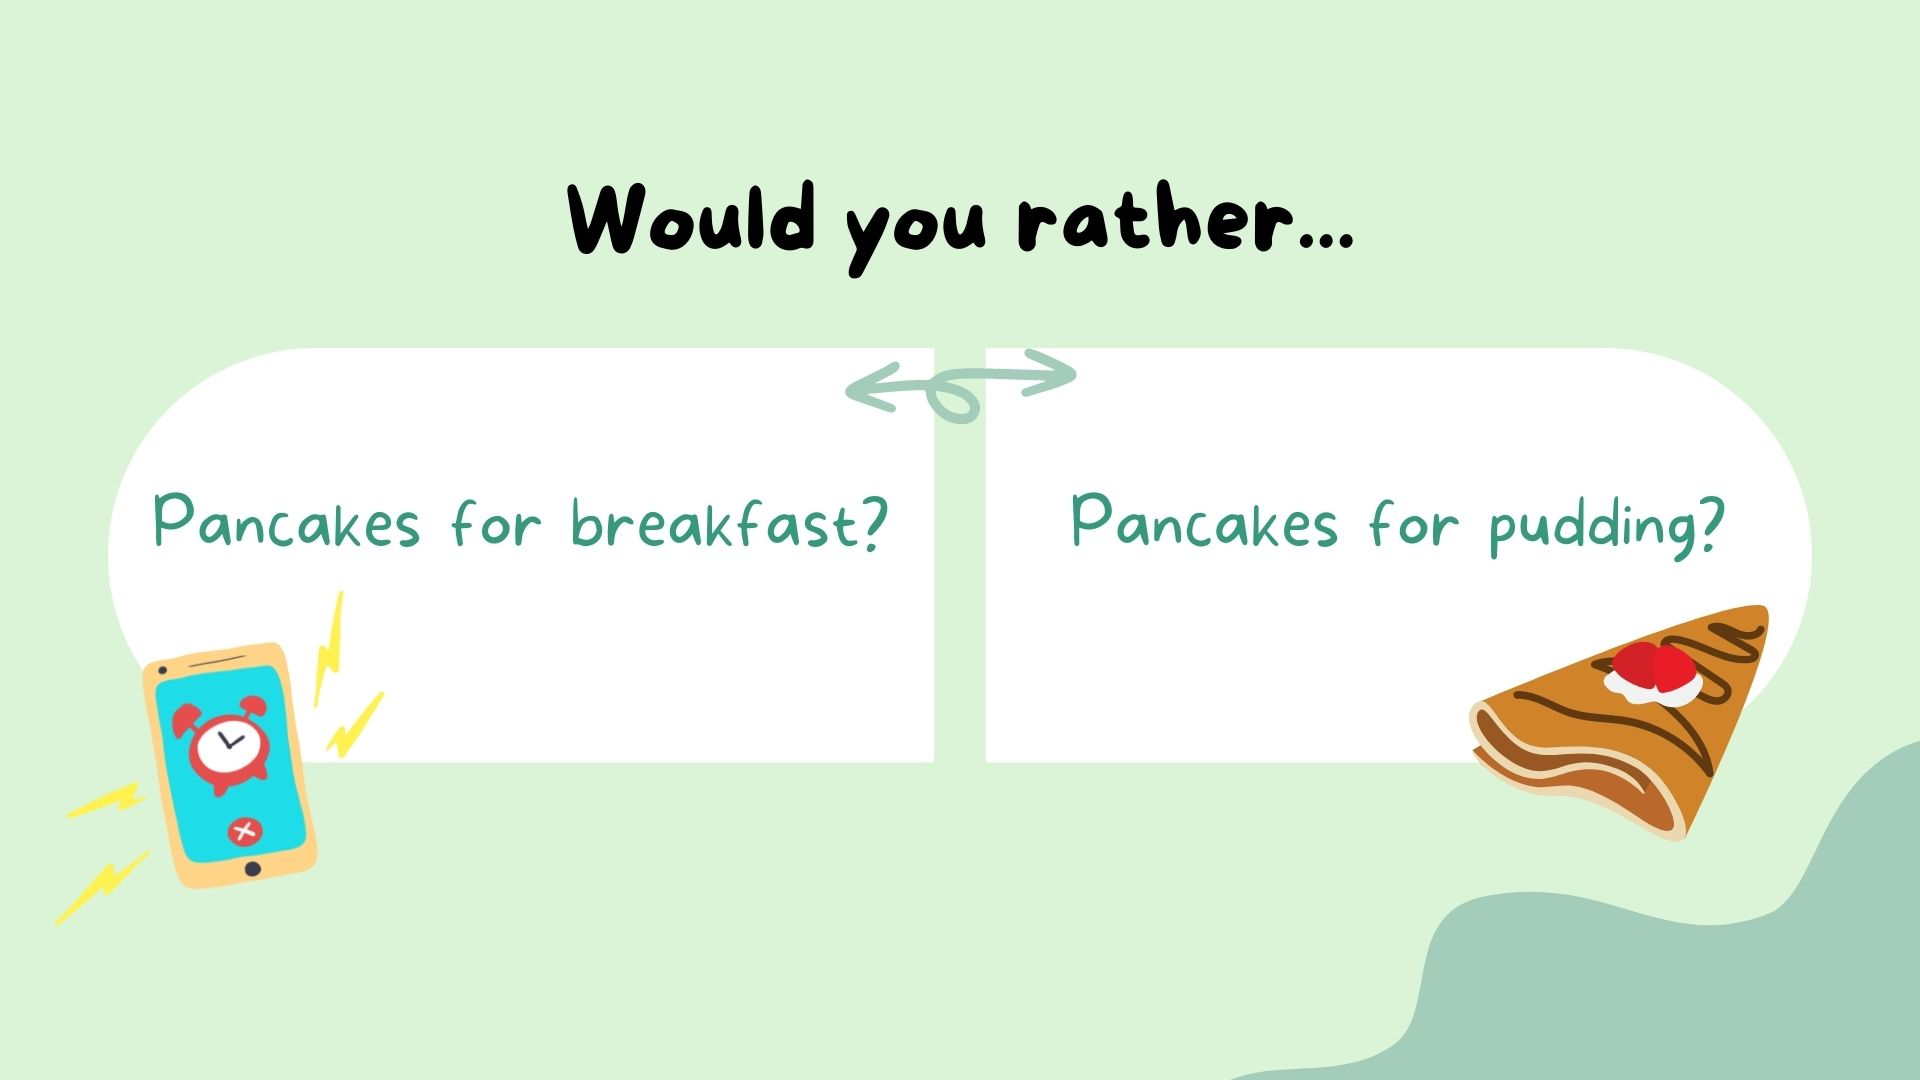 Would you rather...
Pancakes for breakfast?
Pancakes for pudding?